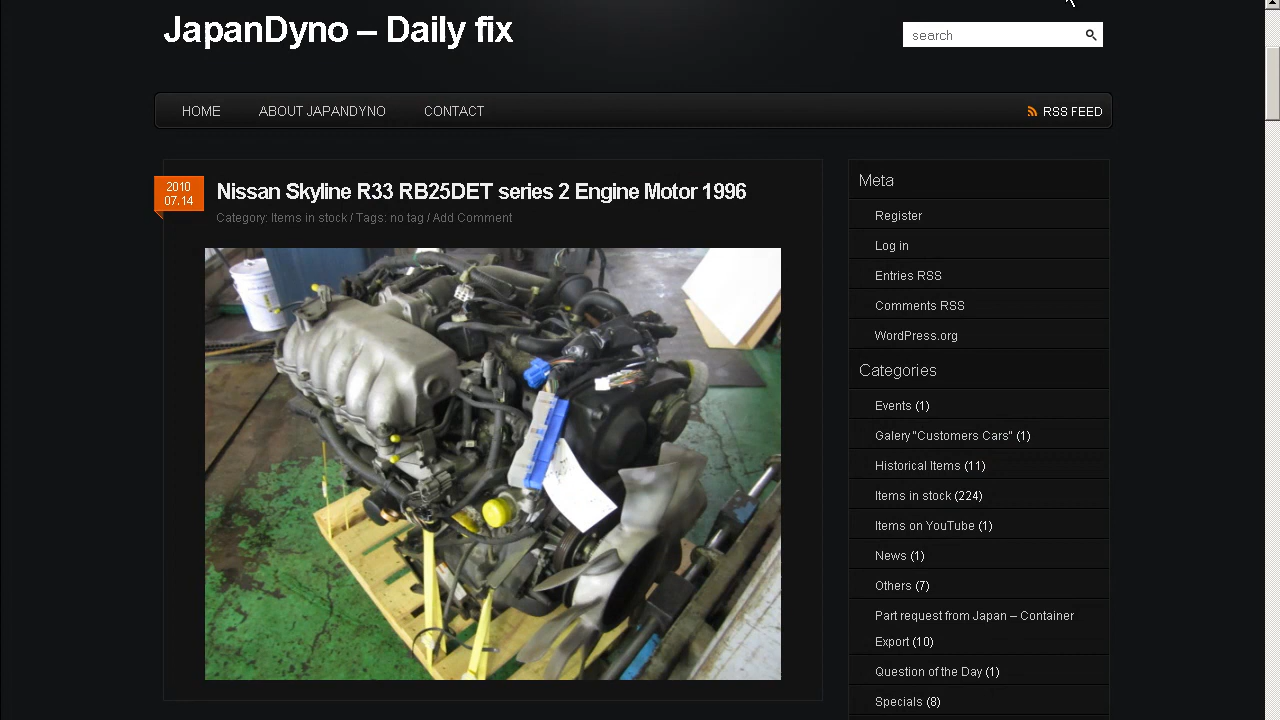 JapanDyno – Daily fix
search
HOME
ABOUT JAPANDYNO
CONTACT
RSS FEED
2010
07.14
Nissan Skyline R33 RB25DET series 2 Engine Motor 1996
Category: Items in stock / Tags: no tag / Add Comment
Meta
Register
Log in
Entries RSS
Comments RSS
WordPress.org
Categories
Events (1)
Galery "Customers Cars" (1)
Historical Items (11)
Items in stock (224)
Items on YouTube (1)
News (1)
Others (7)
Part request from Japan – Container
Export (10)
Question of the Day (1)
Specials (8)